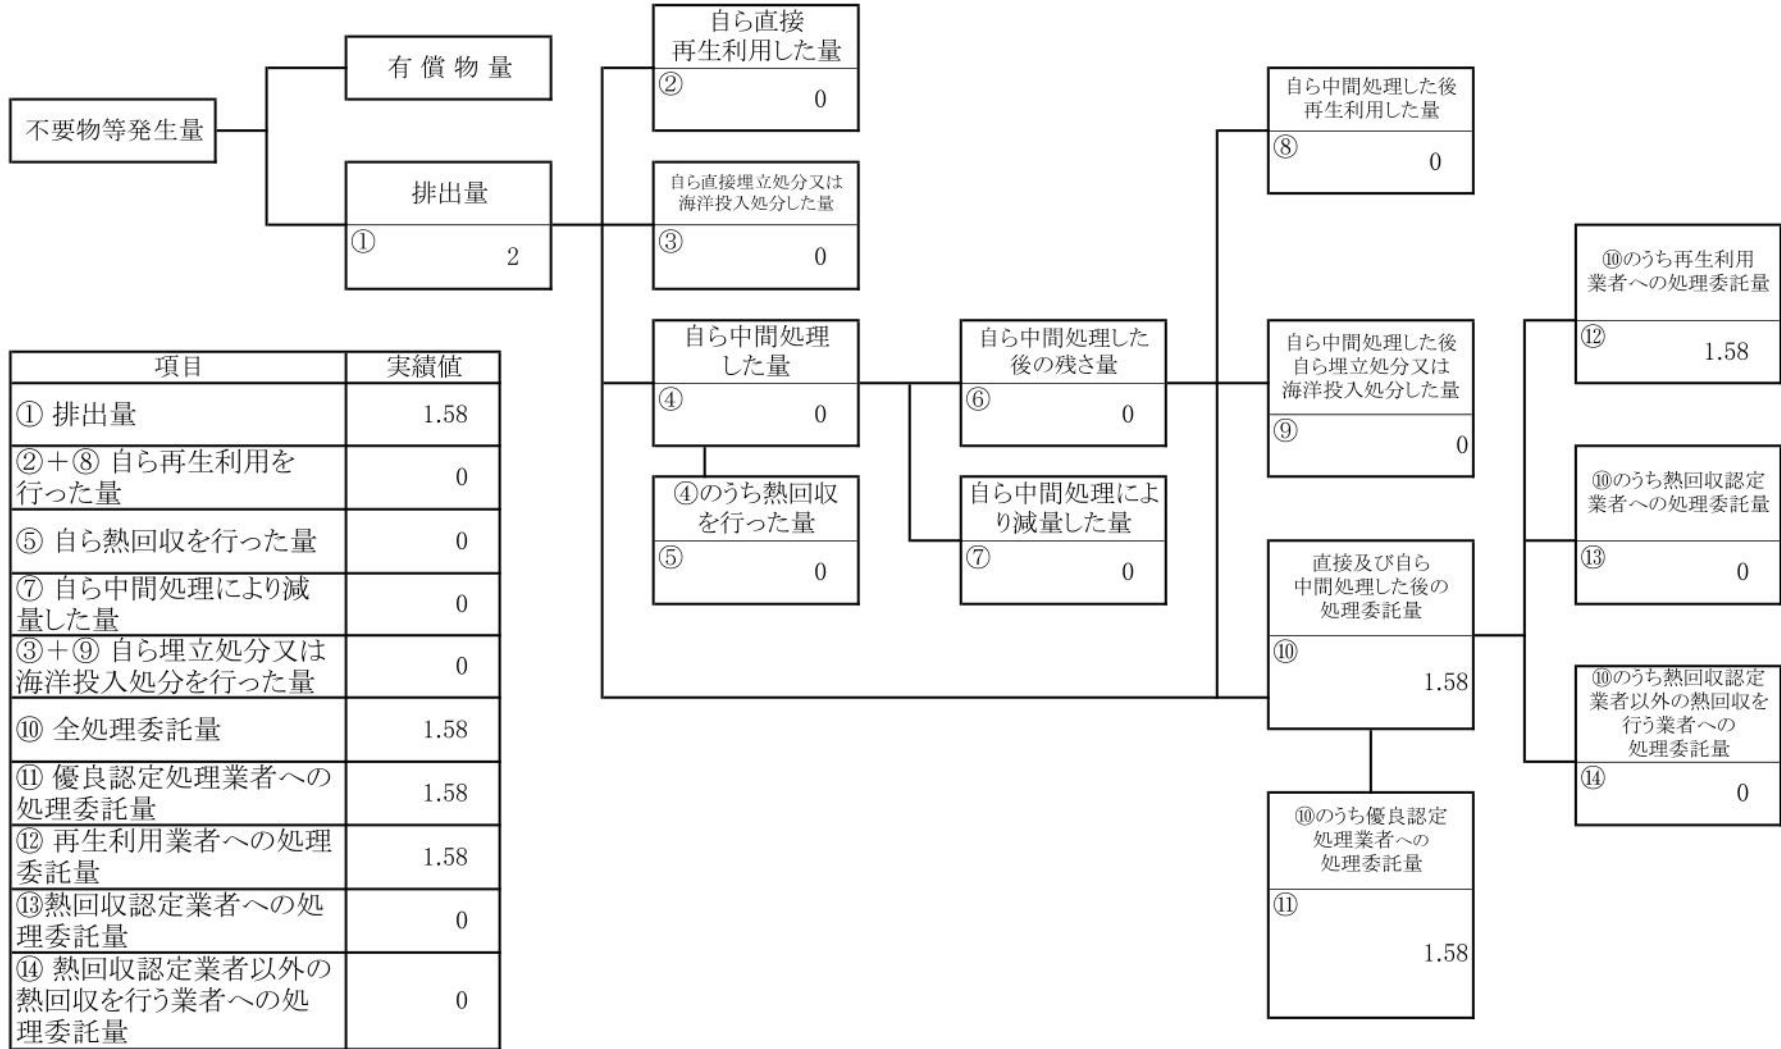 不要物等発生量
有償物量
排出量
①
2
自ら直接
再生利用した量
②
0
自ら直接埋立処分又は
海洋投入処分した量
③
0
自ら中間処理
した量
④
0
④のうち熱回収
を行った量
⑤
0
自ら中間処理した
後の残さ量
⑥
0
自ら中間処理によ
り減量した量
⑦
0
自ら中間処理した後
再生利用した量
⑧
0
自ら中間処理した後
自ら埋立処分又は
海洋投入処分した量
⑨
0
直接及び自ら
中間処理した後の
処理委託量
⑩
1.58
⑩のうち優良認定
処理業者への
処理委託量
⑪
1.58
⑩のうち再生利用
業者への処理委託量
⑫
1.58
⑩のうち熱回収認定
業者への処理委託量
⑬
0
⑩のうち熱回収認定
業者以外の熱回収を
行う業者への
処理委託量
⑭
0
項目 実績値
① 排出量 1.58
②+⑧ 自ら再生利用を
行った量 0
⑤ 自ら熱回収を行った量 0
⑦ 自ら中間処理により減
量した量 0
③+⑨ 自ら埋立処分又は
海洋投入処分を行った量 0
⑩ 全処理委託量 1.58
⑪ 優良認定処理業者への
処理委託量 1.58
⑫ 再生利用業者への処理
委託量 1.58
⑬熱回収認定業者への処
理委託量 0
⑭ 熱回収認定業者以外の
熱回収を行う業者への処
理委託量 0